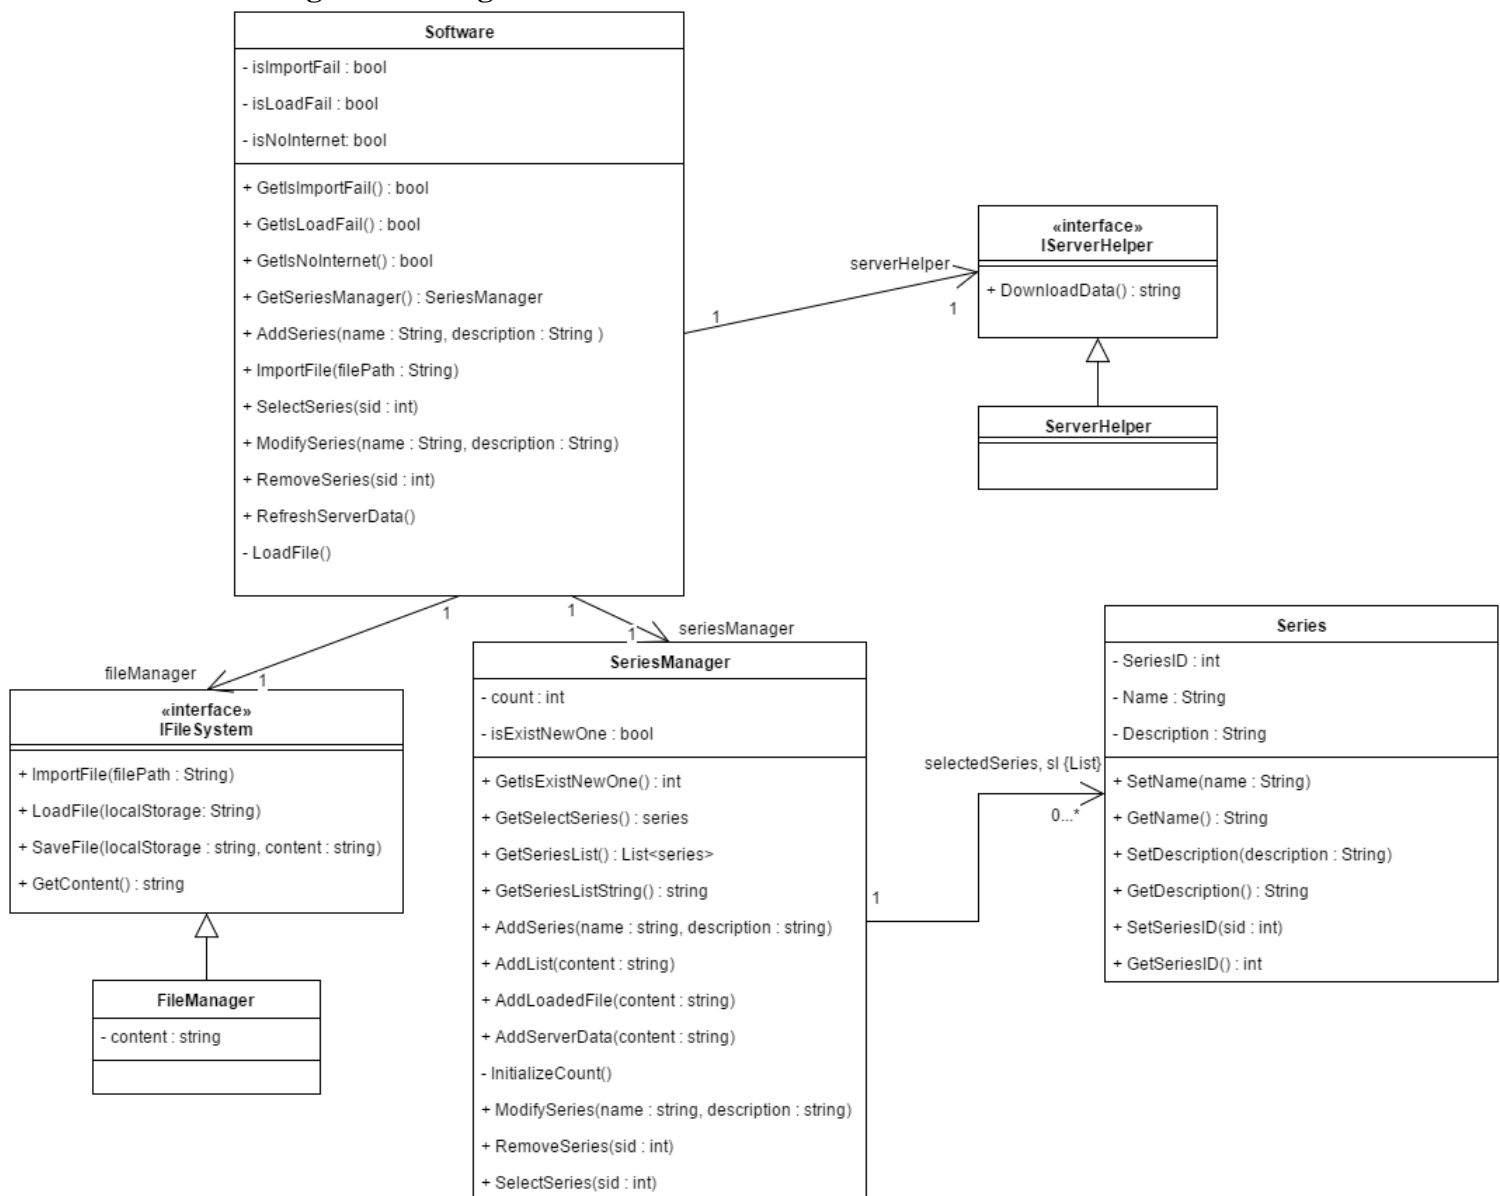 Software
- isImportFail : bool
- isLoadFail : bool
- isNoInternet: bool
+ GetIsImportFail() : bool
+ GetIsLoadFail() : bool
+ GetIsNoInternet() : bool
+ GetSeriesManager() : SeriesManager
+ AddSeries(name : String, description : String )
+ ImportFile(filePath : String)
+ SelectSeries(sid : int)
+ ModifySeries(name : String, description : String)
+ RemoveSeries(sid : int)
+ RefreshServerData()
- LoadFile()
serverHelper
1
1
«interface»
IServerHelper
+ DownloadData() : string
ServerHelper
1
1
fileManager
1
1
seriesManager
«interface»
IFileSystem
+ ImportFile(filePath : String)
+ LoadFile(localStorage: String)
+ SaveFile(localStorage : string, content : string)
+ GetContent() : string
FileManager
- content : string
SeriesManager
- count : int
- isExistNewOne : bool
+ GetIsExistNewOne() : int
+ GetSelectSeries() : series
+ GetSeriesList() : List<series>
+ GetSeriesListString() : string
+ AddSeries(name : string, description : string)
+ AddList(content : string)
+ AddLoadedFile(content : string)
+ AddServerData(content : string)
- InitializeCount()
+ ModifySeries(name : string, description : string)
+ RemoveSeries(sid : int)
+ SelectSeries(sid : int)
1
selectedSeries, sl {List}
0...*
Series
- SeriesID : int
- Name : String
- Description : String
+ SetName(name : String)
+ GetName() : String
+ SetDescription(description : String)
+ GetDescription() : String
+ SetSeriesID(sid : int)
+ GetSeriesID() : int